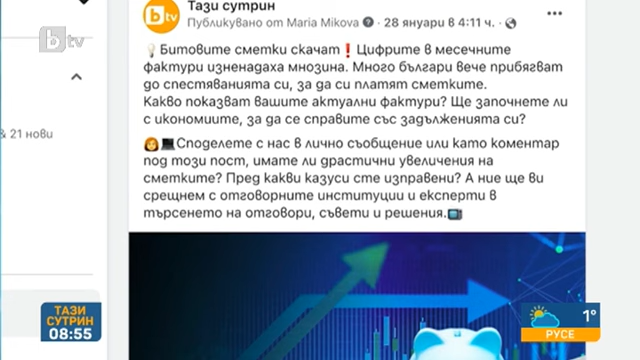 btv
Тази сутрин
Публикувано от Maria Mikova · 28 януари в 4:11 ч. ·
💡Битовите сметки скачат❗Цифрите в месечните
фактури изненадаха мнозина. Много българи вече прибягват
до спестяванията си, за да си платят сметките.
Какво показват вашите актуални фактури? Ще започнете ли
с икономиите, за да се справите със задълженията си?
👩💻Споделете с нас в лично съобщение или като коментар
под този пост, имате ли драстични увеличения на
сметките? Пред какви казуси сте изправени? А ние ще ви
срещнем с отговорните институции и експерти в
търсенето на отговори, съвети и решения.📺
btv
& 21 нови
ТАЗИ
СУТРИН
08:55
1°
РУСЕ